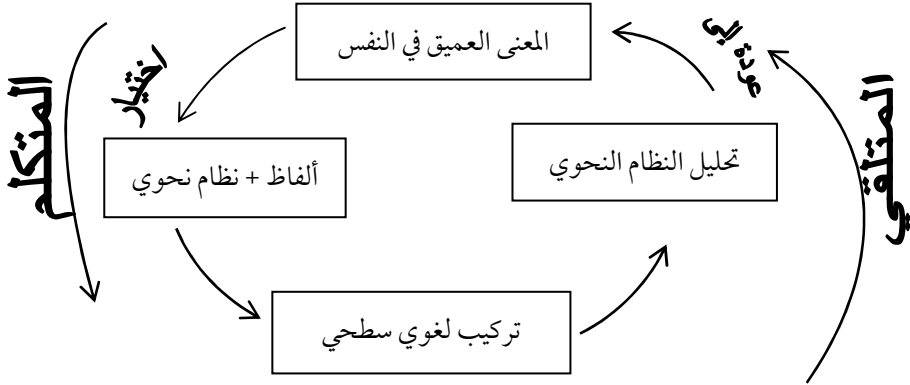 المعنى العميق في النفس
عودة إلى
اختيار
المتكلم
المتلقي
تحليل النظام النحوي
ألفاظ + نظام نحوي
تركيب لغوي سطحي